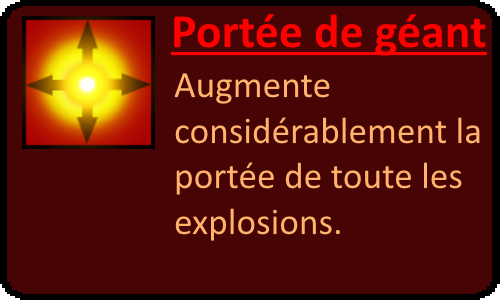 Portée de géant
Augmente
considérablement la
portée de toute les
explosions.